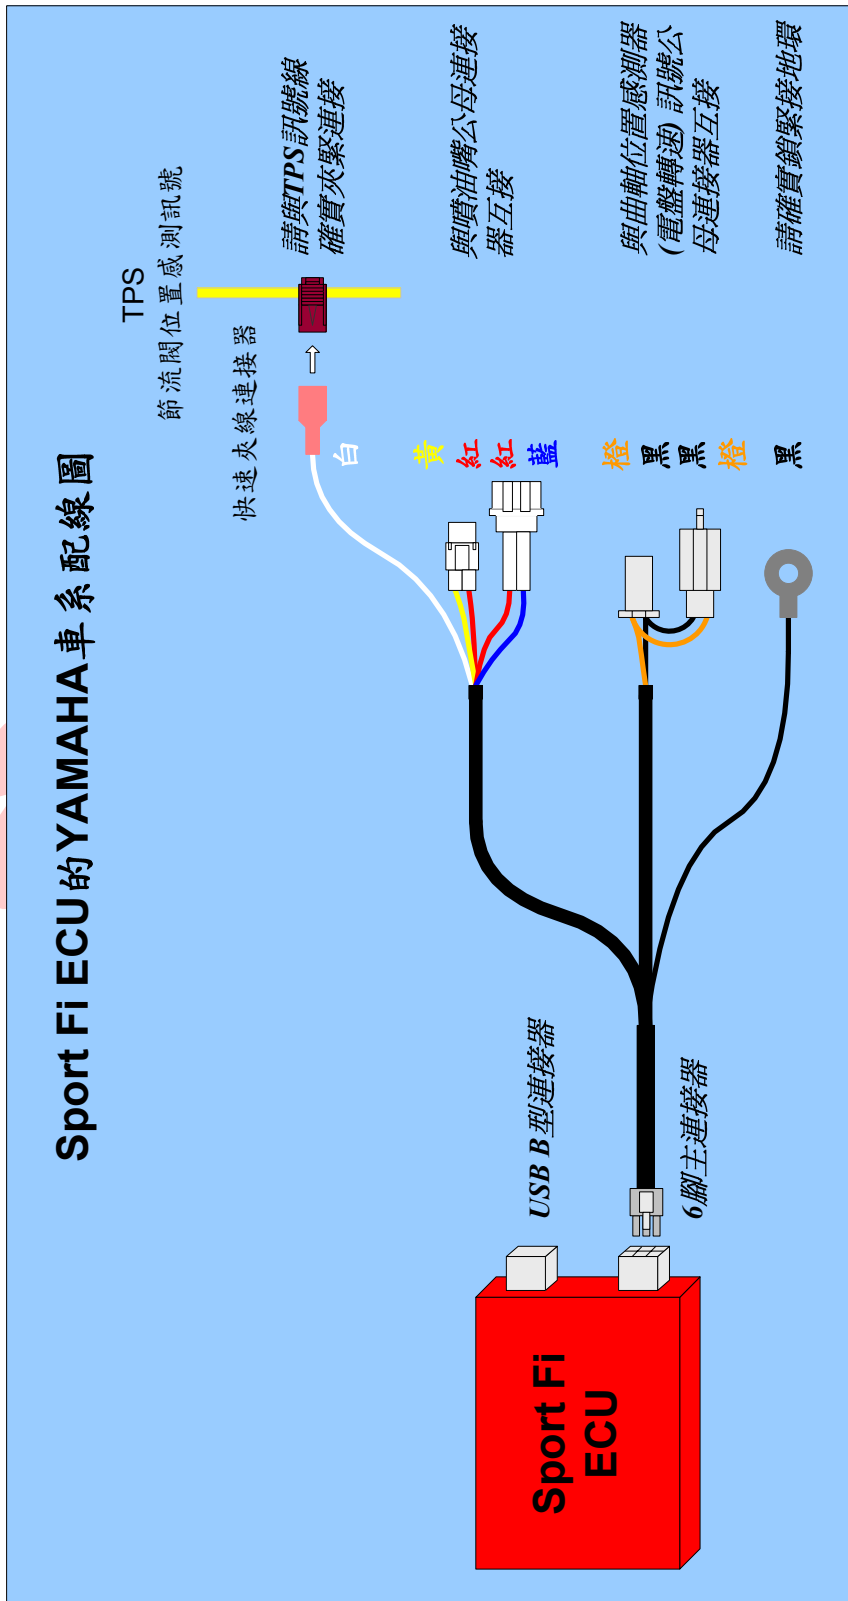 Sport Fi ECU的YAMAHA車系配線圖
TPS
節流閥位置感測訊號
快速夾線連接器
請與TPS訊號線
確實夾緊連接
與噴油嘴公母連接
器互接
與曲軸位置感測器
(電盤轉速) 訊號公
母連接器互接
請確實鎖緊接地環
白
黃
紅
紅
藍
橙
黑
黑
橙
黑
USB B型連接器
6腳主連接器
Sport Fi
ECU